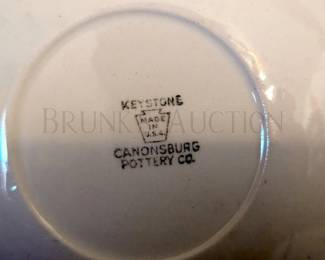 KEYSTONE
MADE
IN
U.S.A.
CANONSBURG
POTTERY CO.
BRUNK AUCTION